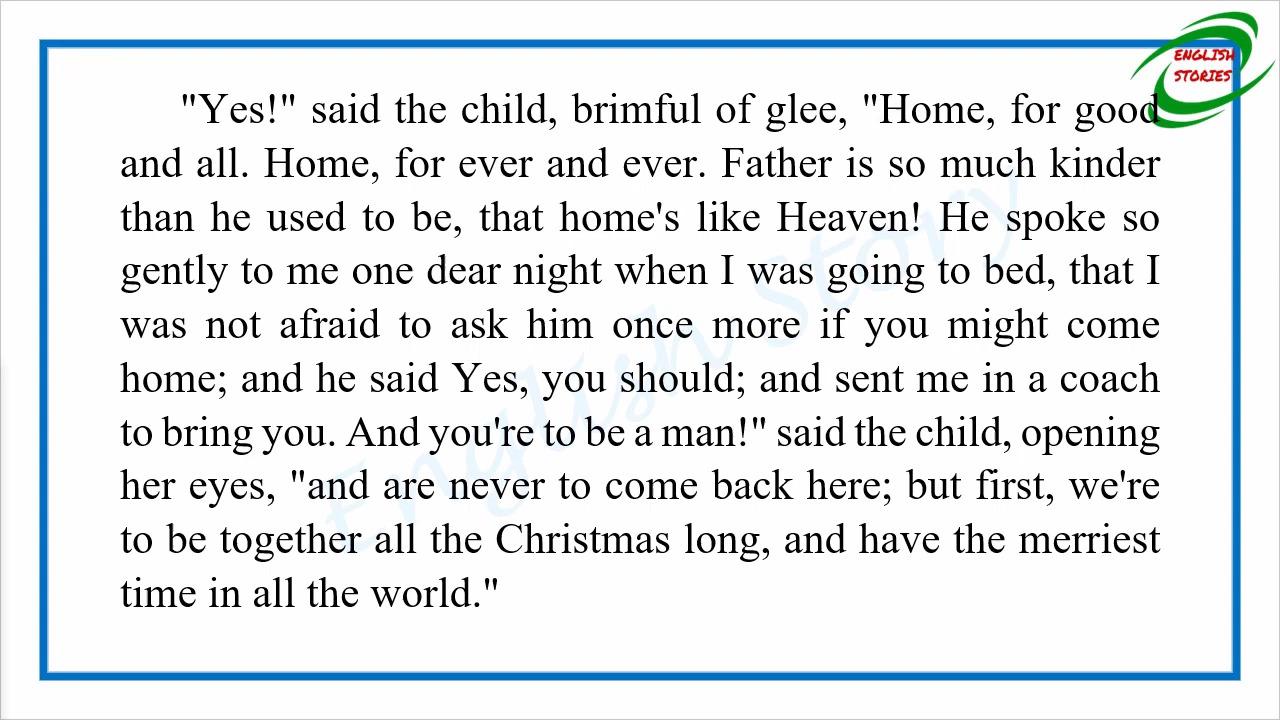 ENGLISH
STORIES
"Yes!" said the child, brimful of glee, "Home, for good
and all. Home, for ever and ever. Father is so much kinder
than he used to be, that home's like Heaven! He spoke so
gently to me one dear night when I was going to bed, that I
was not afraid to ask him once more if you might come
home; and he said Yes, you should; and sent me in a coach
to bring you. And you're to be a man!" said the child, opening
her eyes, "and are never to come back here; but first, we're
to be together all the Christmas long, and have the merriest
time in all the world."
English Story